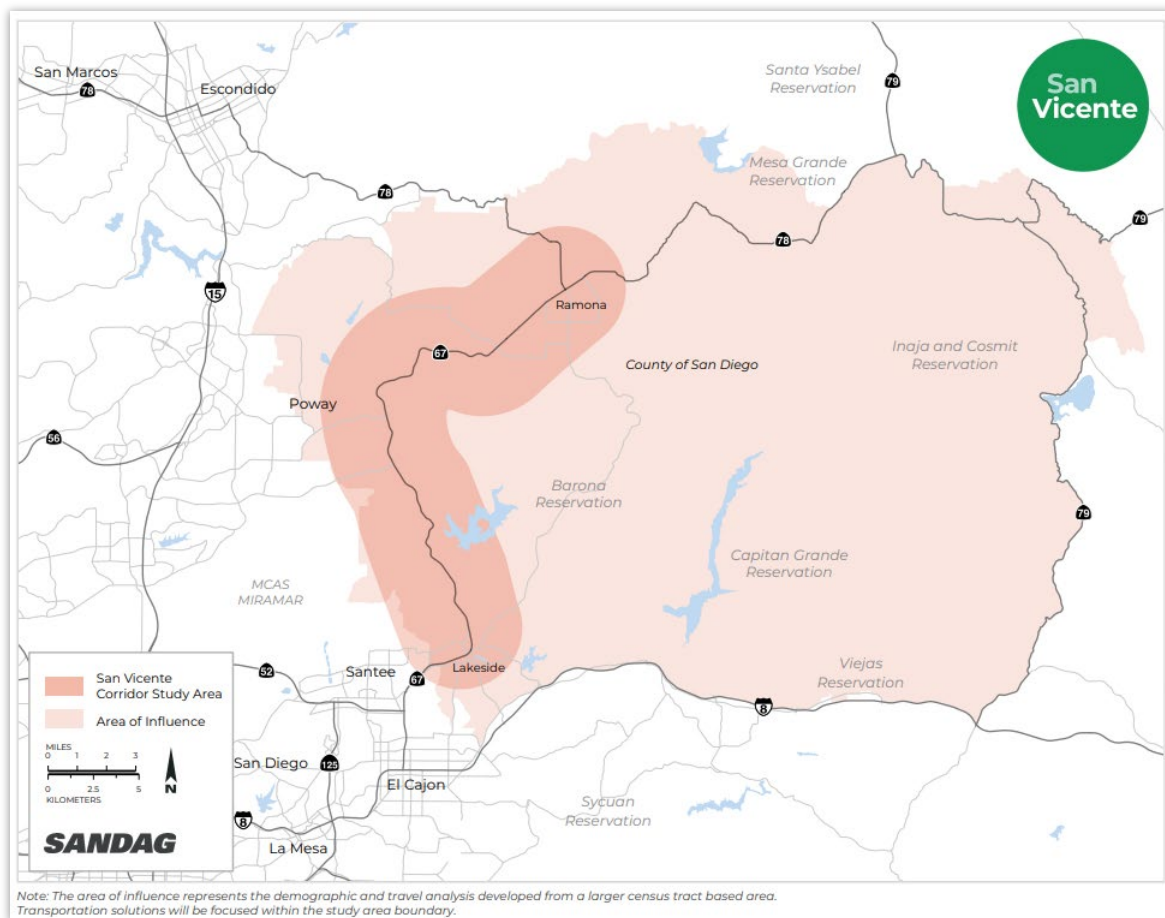 San Marcos
78
Escondido
Santa Ysabel
Reservation
79
San
Vicente
Mesa Grande
Reservation
78
78
79
15
Ramona
67
County of San Diego
Inaja and Cosmit
Reservation
Poway
56
Barona
Reservation
79
Capitan Grande
Reservation
MCAS
MIRAMAR
Viejas
Reservation
52
Santee
67
Lakeside
8
San Vicente
Corridor Study Area
Area of Influence
MILES
0 1 2 3
0 2.5 5
KILOMETERS
N
SANDAG
San Diego
125
El Cajon
Sycuan
Reservation
8
La Mesa
Note: The area of influence represents the demographic and travel analysis developed from a larger census tract based area.
Transportation solutions will be focused within the study area boundary.